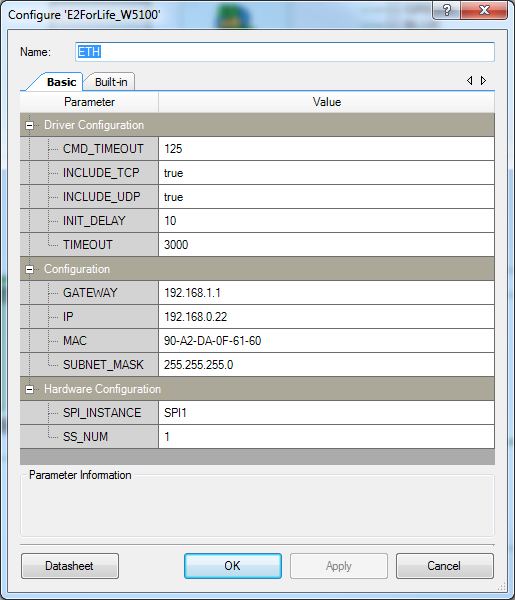 Configure 'E2ForLife_W5100'
?
Name: ETH
Basic Built-in
Parameter Value
Driver Configuration
CMD_TIMEOUT 125
INCLUDE_TCP true
INCLUDE_UDP true
INIT_DELAY 10
TIMEOUT 3000
Configuration
GATEWAY 192.168.1.1
IP 192.168.0.22
MAC 90-A2-DA-0F-61-60
SUBNET_MASK 255.255.255.0
Hardware Configuration
SPI_INSTANCE SPI1
SS_NUM 1
Parameter Information
Datasheet OK Apply Cancel